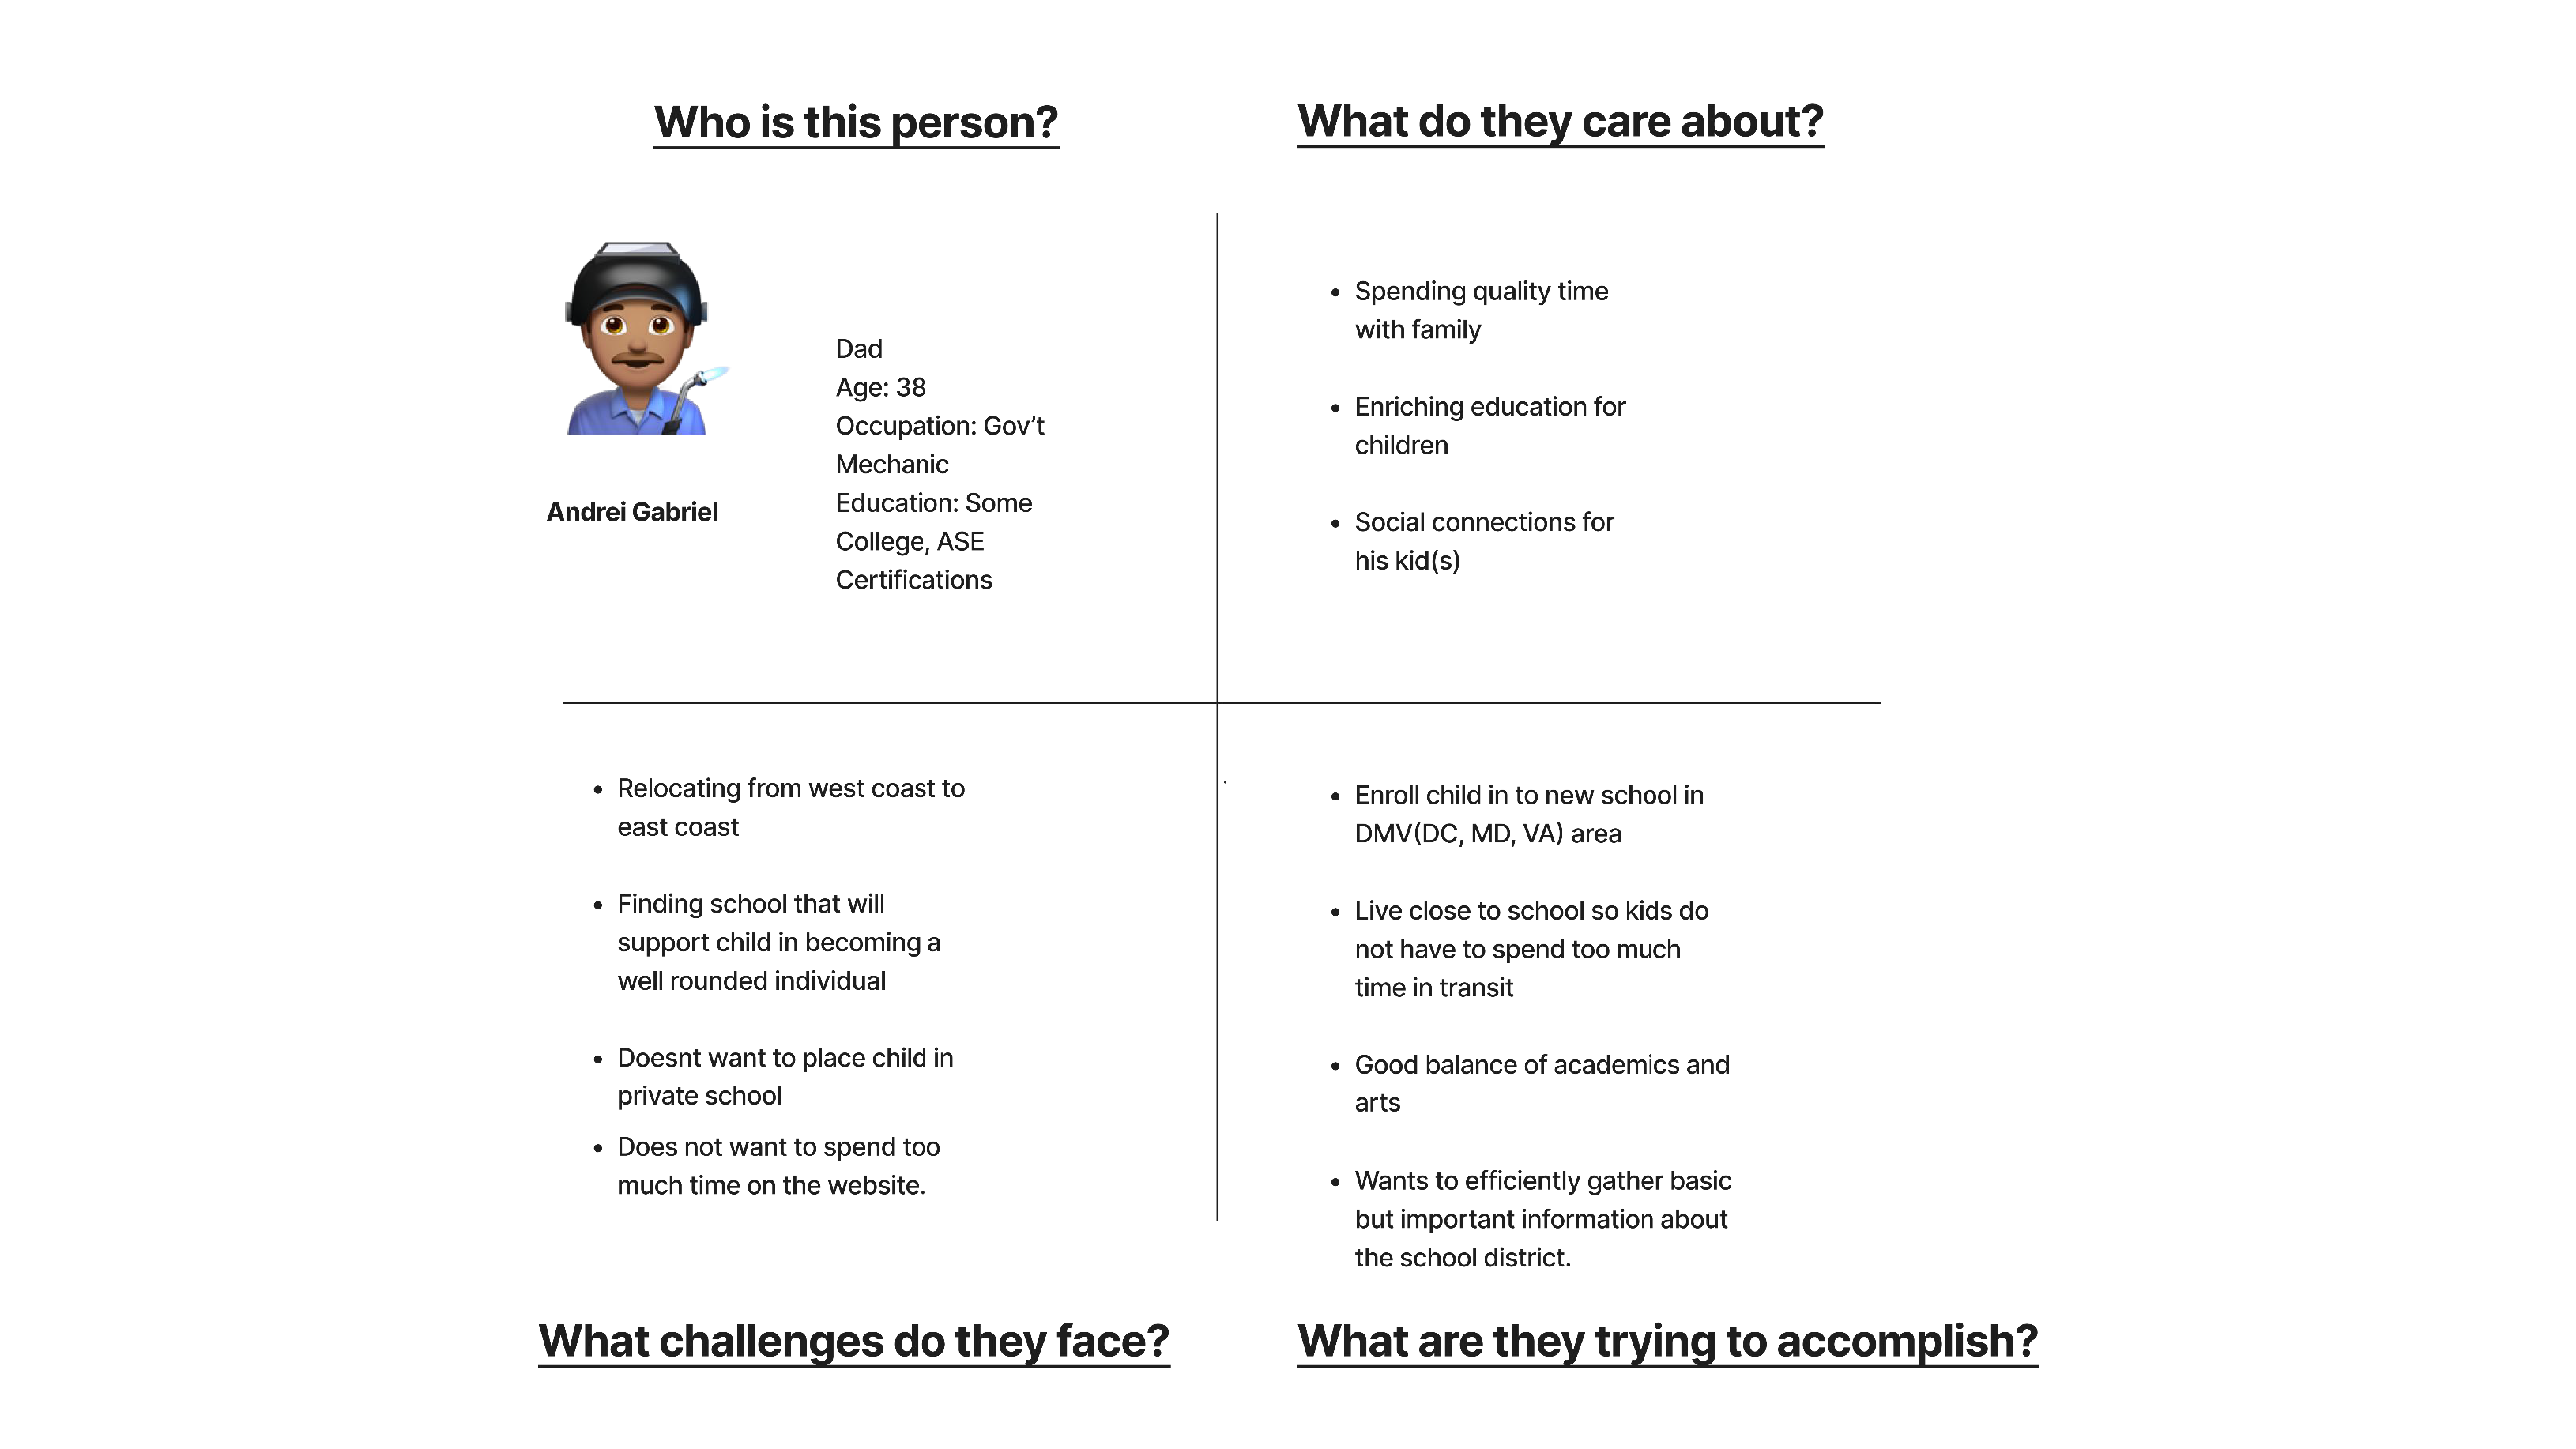 Who is this person?
What do they care about?
Dad
Age: 38
Occupation: Gov’t
Mechanic
Education: Some
College, ASE
Certifications
Andrei Gabriel
• Spending quality time
with family
• Enriching education for
children
• Social connections for
his kid(s)
• Relocating from west coast to
east coast
• Finding school that will
support child in becoming a
well rounded individual
• Doesnt want to place child in
private school
• Does not want to spend too
much time on the website.
• Enroll child in to new school in
DMV(DC, MD, VA) area
• Live close to school so kids do
not have to spend too much
time in transit
• Good balance of academics and
arts
• Wants to efficiently gather basic
but important information about
the school district.
What challenges do they face?
What are they trying to accomplish?